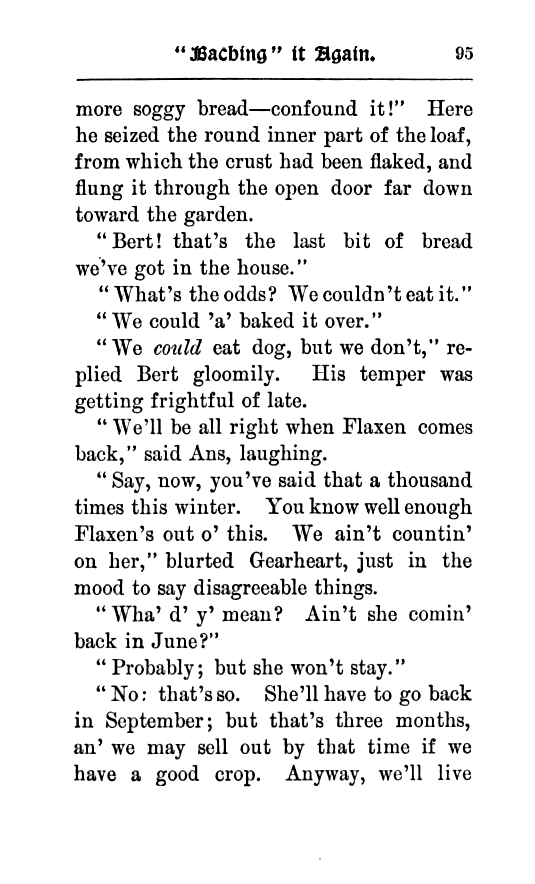 "Bacbing" it Again. 95
more soggy bread—confound it!" Here
he seized the round inner part of the loaf,
from which the crust had been flaked, and
flung it through the open door far down
toward the garden.
"Bert! that's the last bit of bread
we've got in the house."
"What's the odds? We couldn't eat it."
"We could 'a' baked it over."
"We could eat dog, but we don't," re-
plied Bert gloomily. His temper was
getting frightful of late.
"We'll be all right when Flaxen comes
back," said Ans, laughing.
"Say, now, you've said that a thousand
times this winter. You know well enough
Flaxen's out o' this. We ain't countin'
on her," blurted Gearheart, just in the
mood to say disagreeable things.
"Wha' d' y' mean? Ain't she comin'
back in June?"
"Probably; but she won't stay."
"No: that's so. She'll have to go back
in September; but that's three months,
an' we may sell out by that time if we
have a good crop. Anyway, we'll live